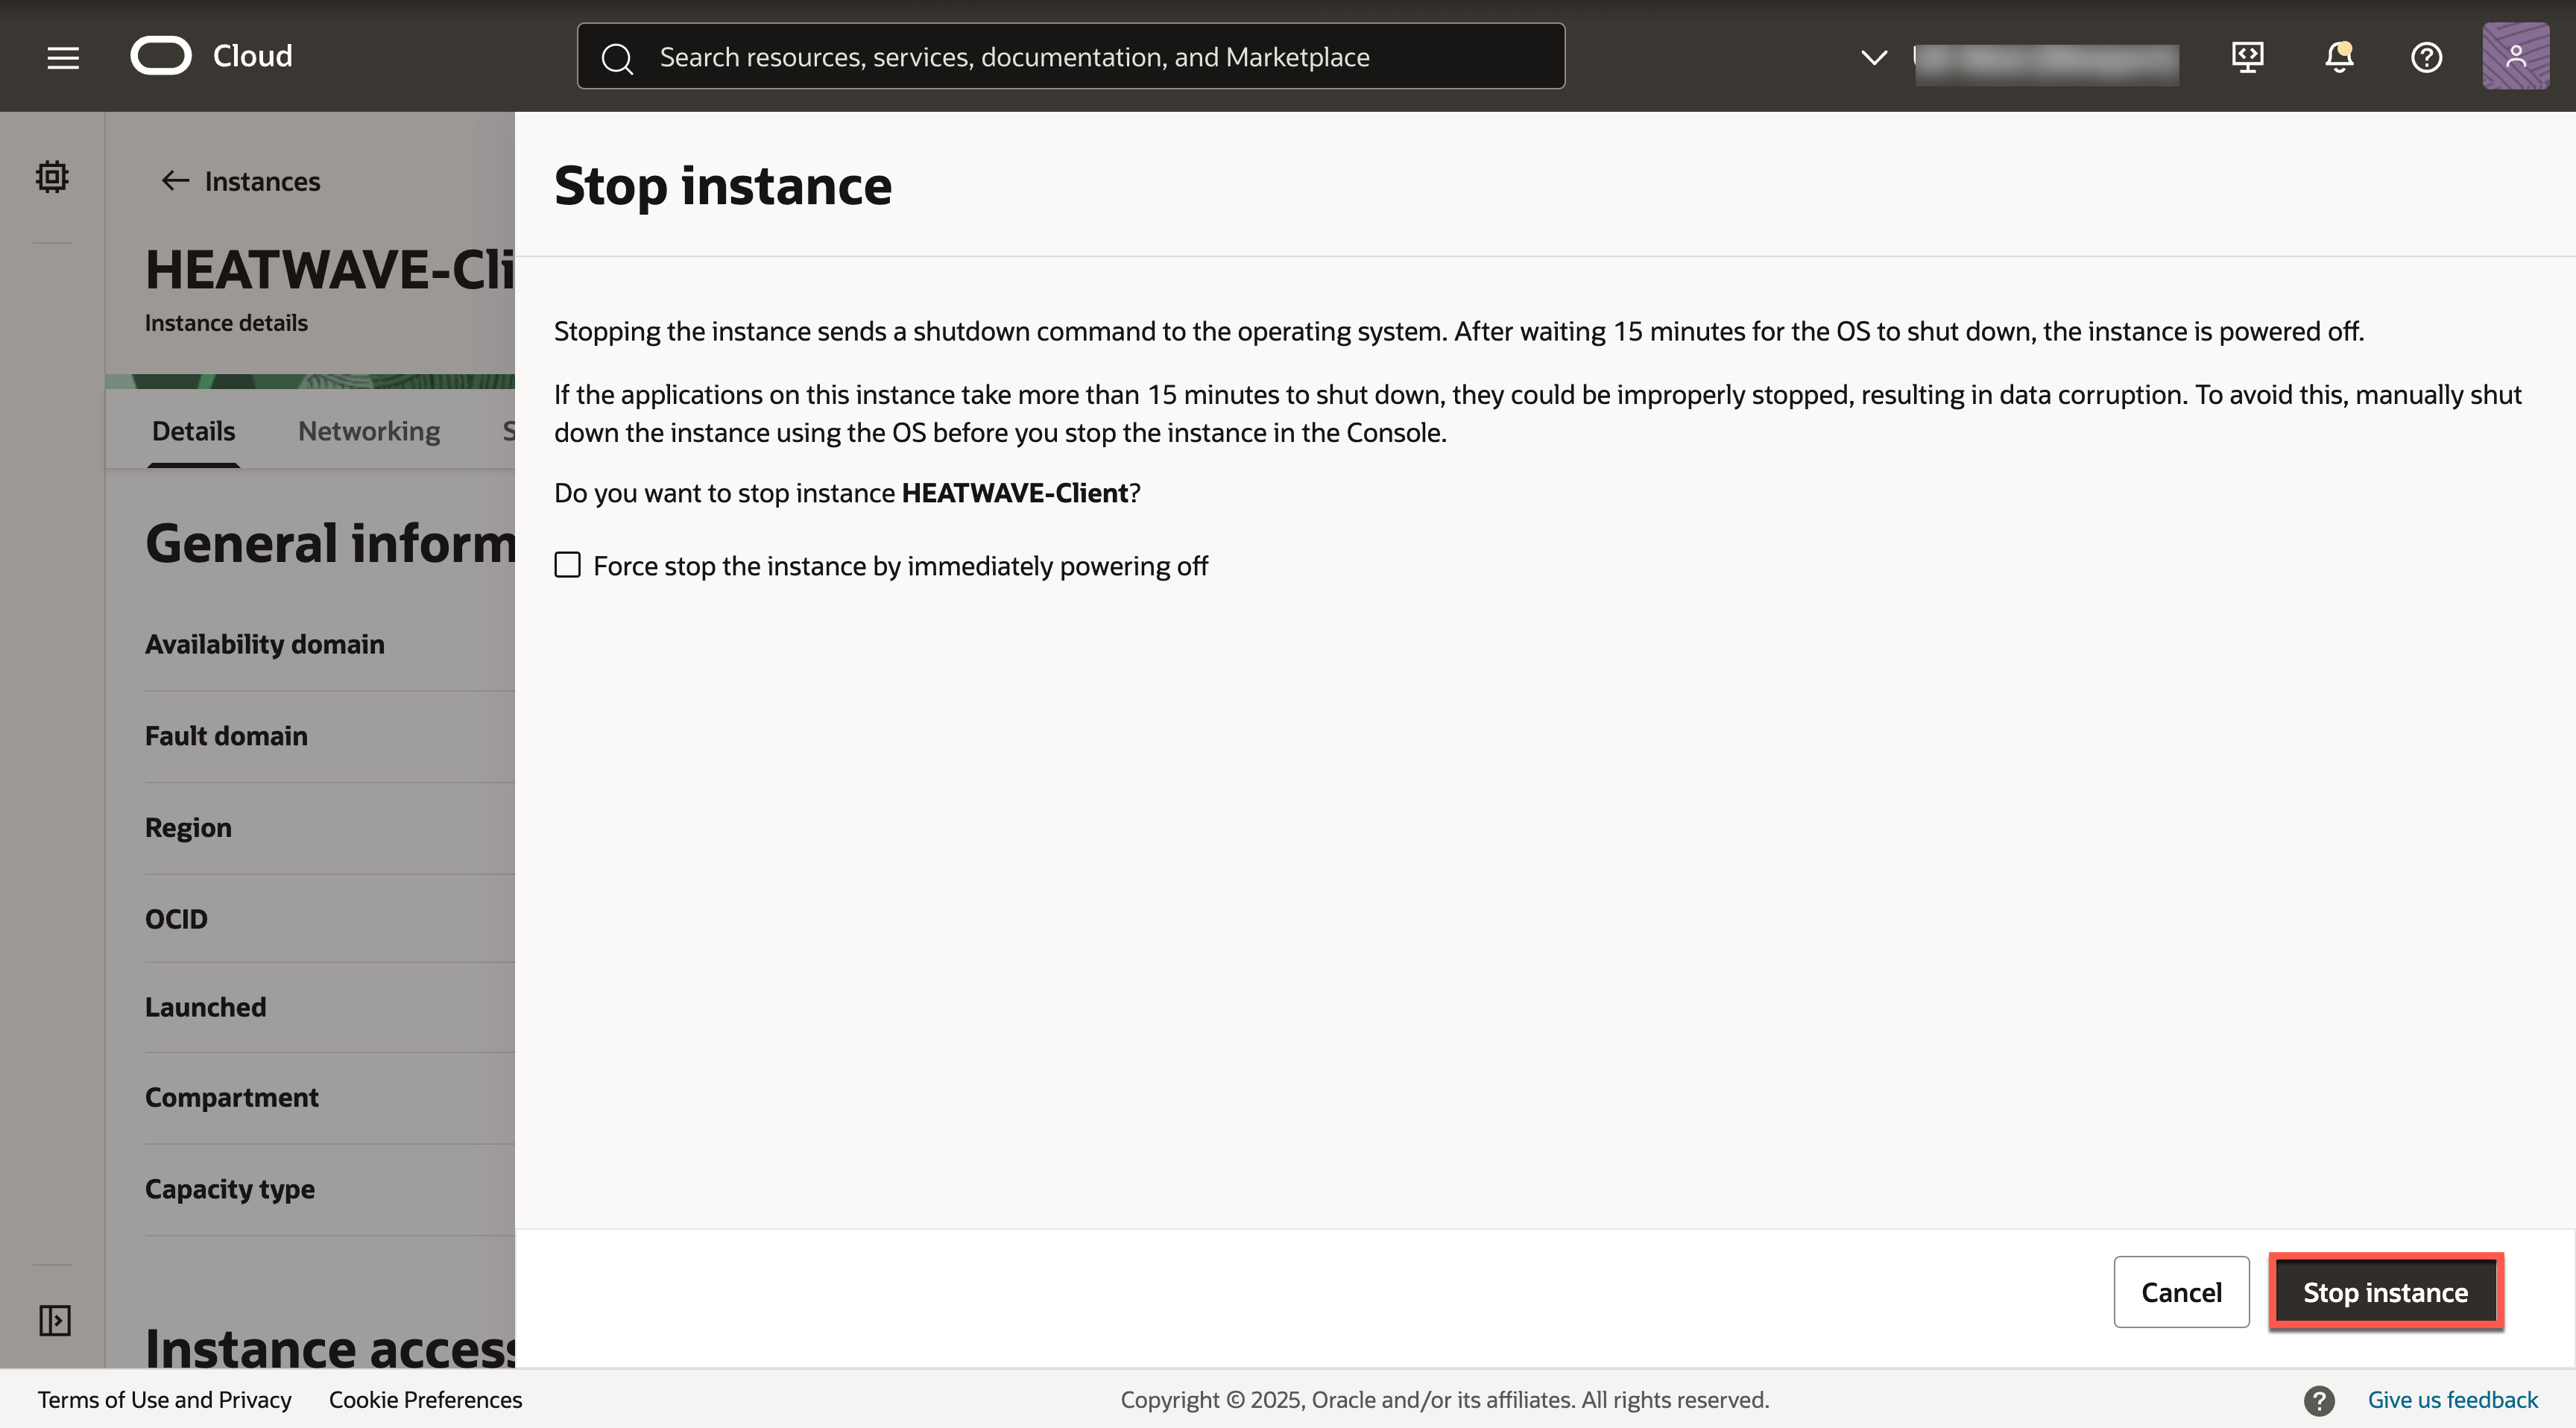 Cloud
Search resources, services, documentation, and Marketplace
Instances
HEATWAVE-Cli
Instance details
Details
Networking
S
General inform
Availability domain
Fault domain
Region
OCID
Launched
Compartment
Capacity type
Instance access
Stop instance
Stopping the instance sends a shutdown command to the operating system. After waiting 15 minutes for the OS to shut down, the instance is powered off.
If the applications on this instance take more than 15 minutes to shut down, they could be improperly stopped, resulting in data corruption. To avoid this, manually shut
down the instance using the OS before you stop the instance in the Console.
Do you want to stop instance HEATWAVE-Client?
Force stop the instance by immediately powering off
Cancel
Stop instance
Terms of Use and Privacy
Cookie Preferences
Copyright © 2025, Oracle and/or its affiliates. All rights reserved.
Give us feedback